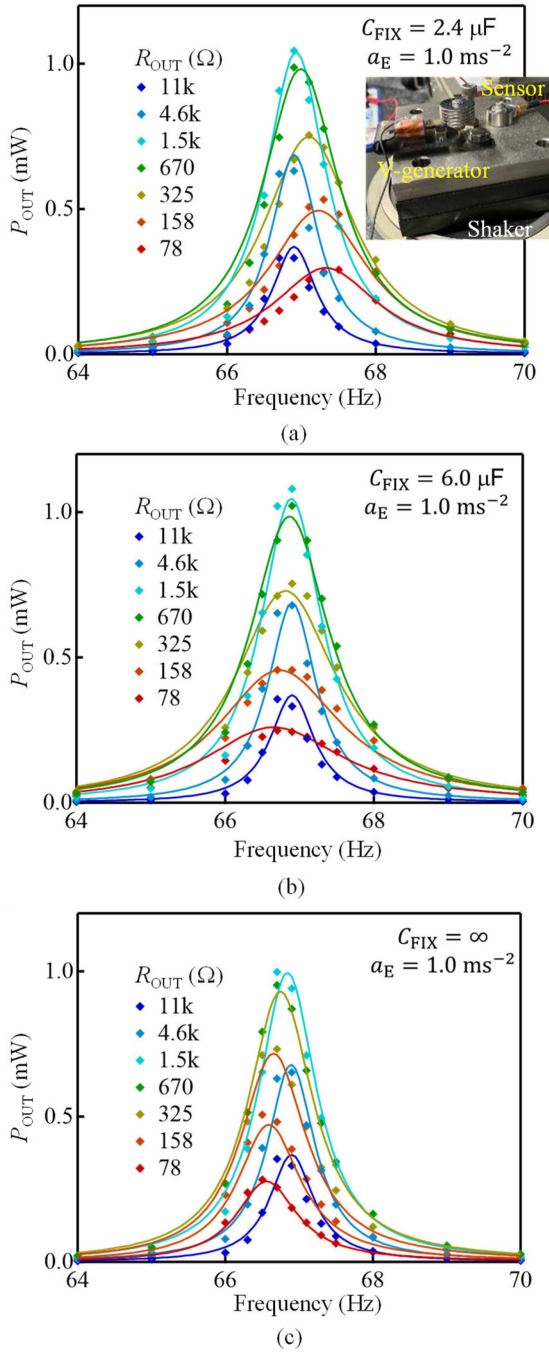 C_FIX = 2.4 μF
a_E = 1.0 ms⁻²
R_OUT (Ω)
11k
4.6k
1.5k
670
325
158
78
Sensor
V-generator
Shaker
P_OUT (mW)
1.0
0.5
0.0
64 66 68 70
Frequency (Hz)
(a)
C_FIX = 6.0 μF
a_E = 1.0 ms⁻²
R_OUT (Ω)
11k
4.6k
1.5k
670
325
158
78
P_OUT (mW)
1.0
0.5
0.0
64 66 68 70
Frequency (Hz)
(b)
C_FIX = ∞
a_E = 1.0 ms⁻²
R_OUT (Ω)
11k
4.6k
1.5k
670
325
158
78
P_OUT (mW)
1.0
0.5
0.0
64 66 68 70
Frequency (Hz)
(c)